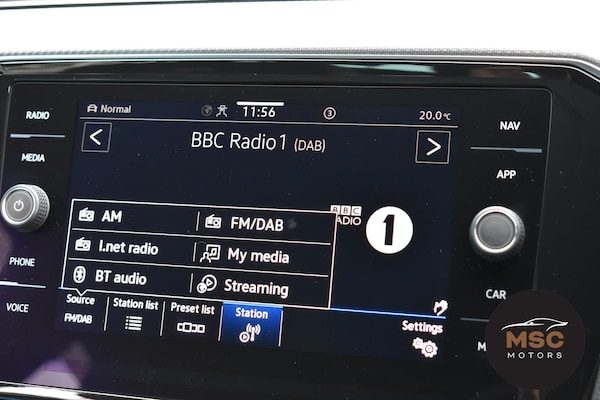 RADIO
MEDIA
PHONE
VOICE
Normal
11:56
3
20.0°C
BBC Radio 1 (DAB)
AM
FM/DAB
I.net radio
My media
BT audio
Streaming
BBC
RADIO
1
Source
FM/DAB
Station list
Preset list
Station
Settings
NAV
APP
CAR
MSC
MOTORS